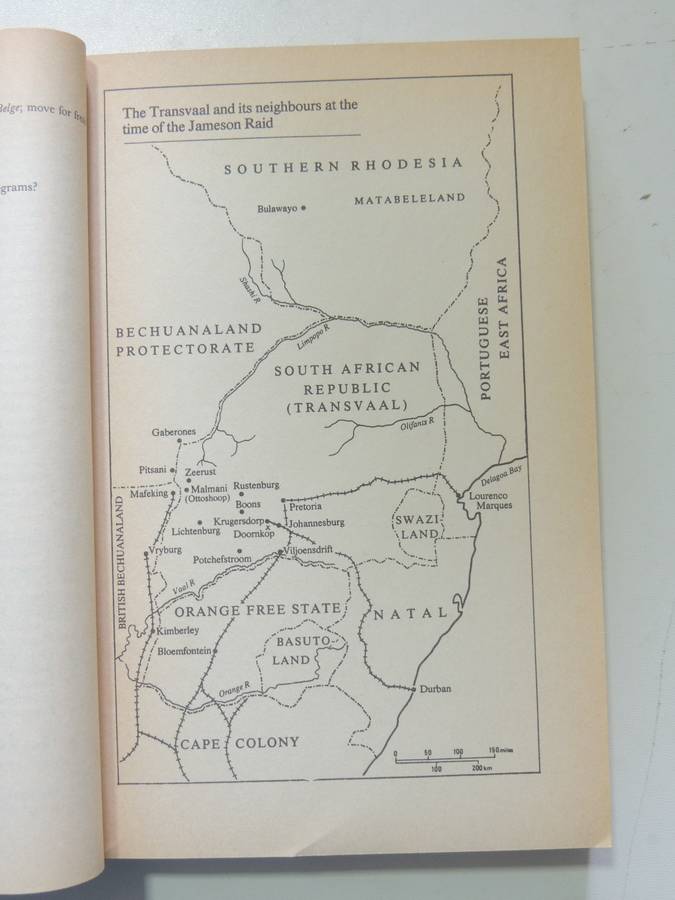 Belge; move for
grams?
The Transvaal and its neighbours at the
time of the Jameson Raid
SOUTHERN RHODESIA
MATABELELAND
Bulawayo
Shashi R
BECHUANALAND
PROTECTORATE
Limpopo R
PORTUGUESE
EAST AFRICA
SOUTH AFRICAN
REPUBLIC
(TRANSVAAL)
Olifants R
Gaberones
Pitsani
Zeerust
Delagoa Bay
Mafeking
Malmani
(Ottoshoop)
Rustenburg
Boons
Pretoria
Lourenco
Marques
Krugersdorp
Johannesburg
Lichtenburg
Doornkop
SWAZI
LAND
BRITISH BECHUANALAND
Vryburg
Potchefstroom
Viljoensdrift
Vaal R
ORANGE FREE STATE
NATAL
Kimberley
BASUTO
LAND
Bloemfontein
Orange R
Durban
CAPE COLONY
0 50 100 150 miles
100 200 km